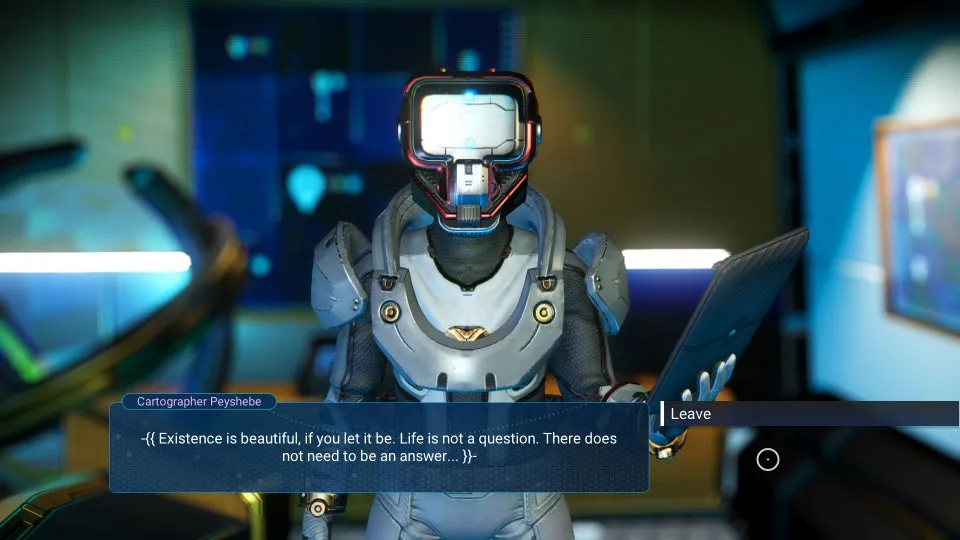 Cartographer Peyshebe
-{{ Existence is beautiful, if you let it be. Life is not a question. There does
not need to be an answer... }}-
Leave